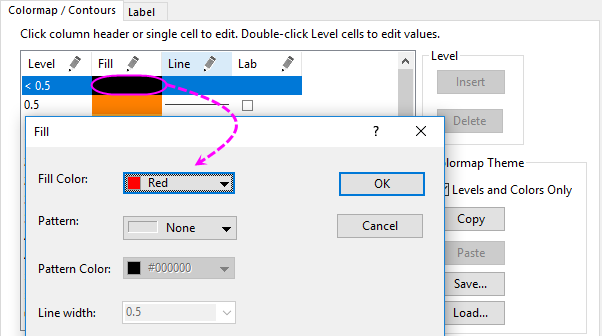 Colormap / Contours Label
Click column header or single cell to edit. Double-click Level cells to edit values.
Level Fill Line Lab
< 0.5
0.5
Level
Insert
Delete
Fill ? ×
Fill Color: Red
OK
Pattern: None
Cancel
Pattern Color: #000000
Line width: 0.5
Colormap Theme
Levels and Colors Only
Copy
Paste
Save...
Load...